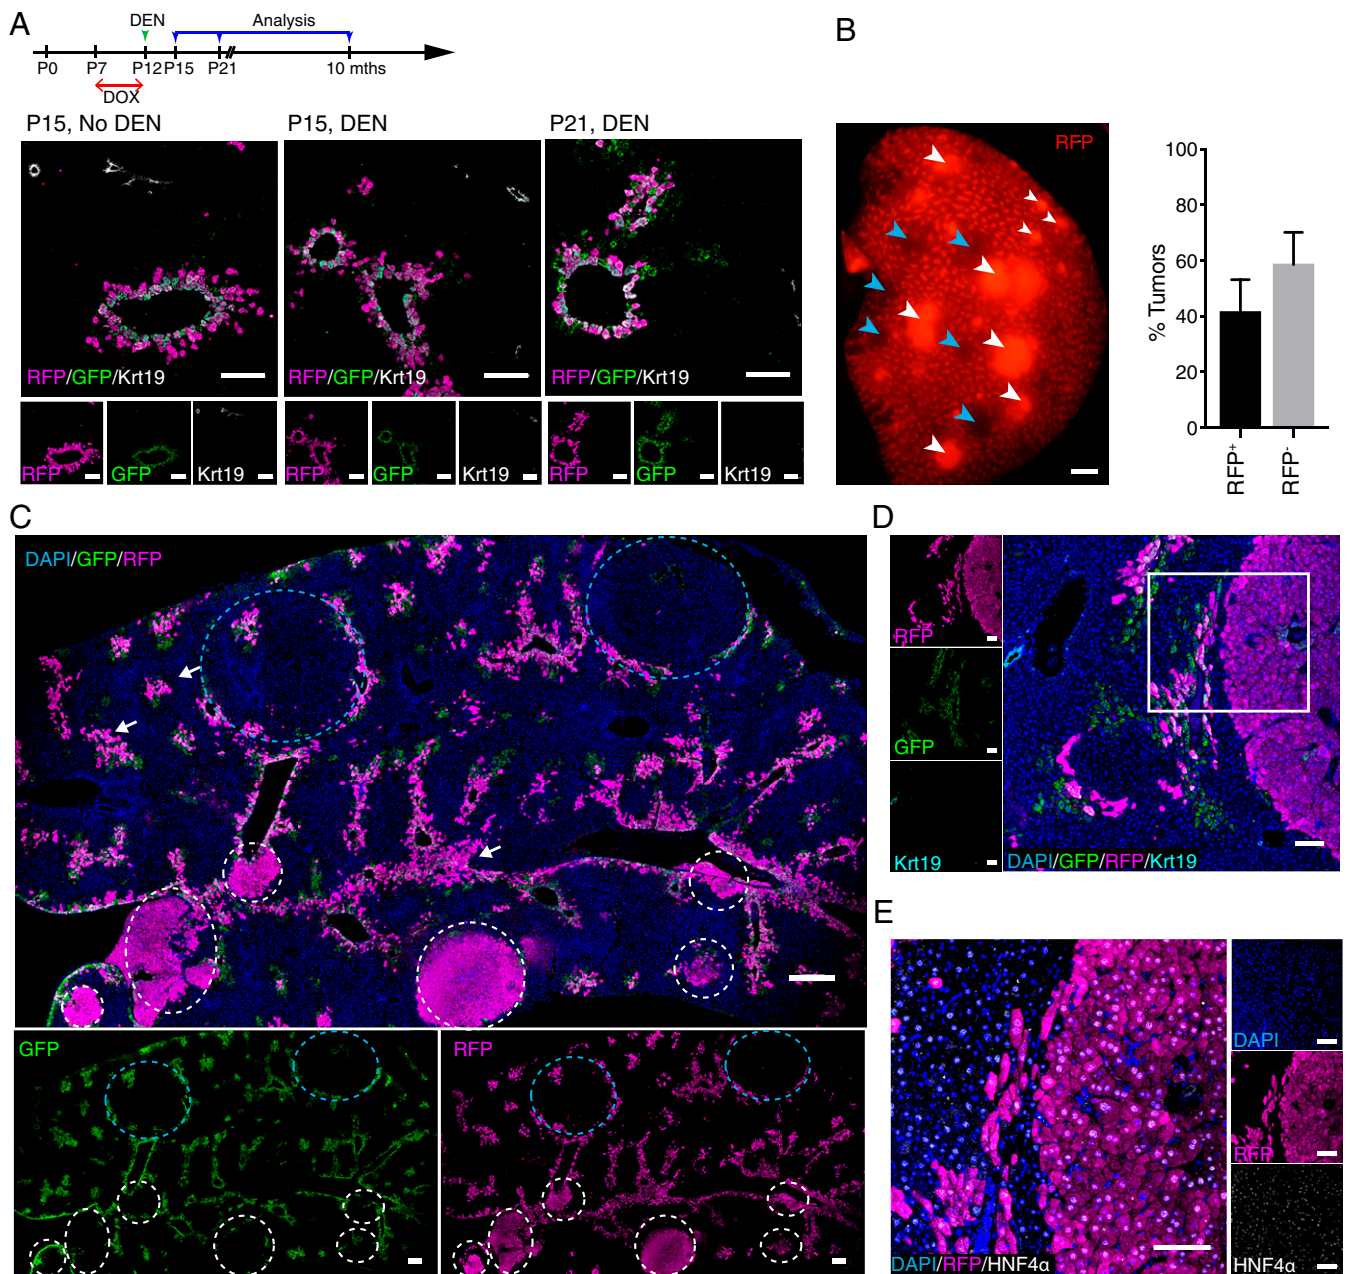 A
DEN
Analysis
P0 P7 P12 P15 P21 10 mths
DOX
P15, No DEN
P15, DEN
P21, DEN
RFP/GFP/Krt19
RFP/GFP/Krt19
RFP/GFP/Krt19
RFP
GFP
Krt19
RFP
GFP
Krt19
RFP
GFP
Krt19
B
RFP
% Tumors
100
80
60
40
20
0
RFP+
RFP-
C
DAPI/GFP/RFP
GFP
RFP
D
RFP
GFP
Krt19
DAPI/GFP/RFP/Krt19
E
DAPI/RFP/HNF4α
DAPI
RFP
HNF4α